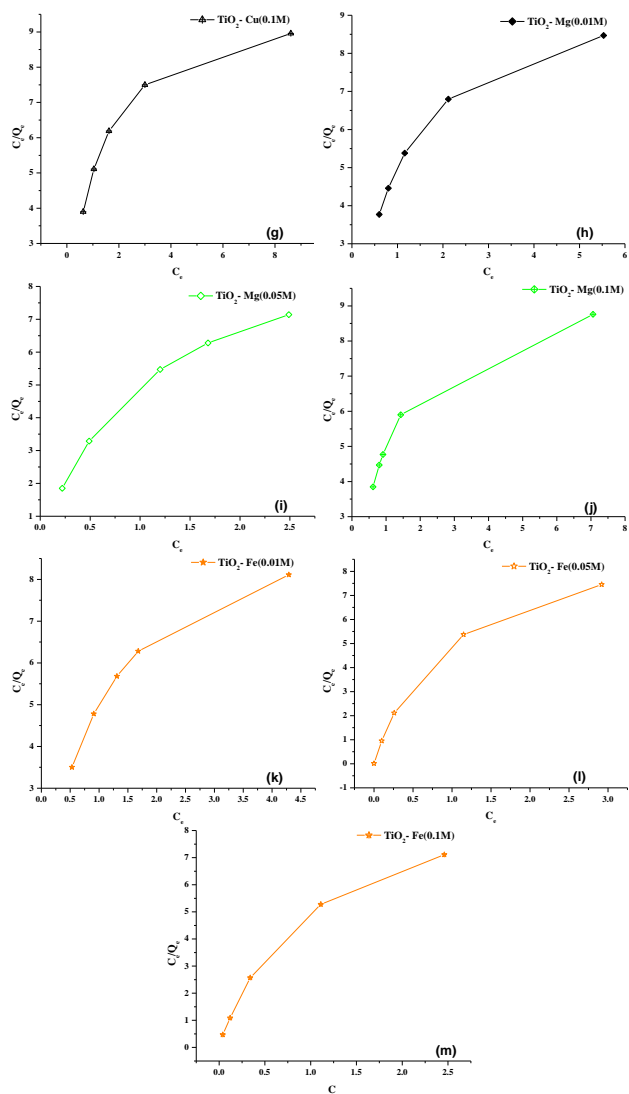 TiO2- Cu(0.1M)
9
8
7
6
5
4
3
Ce/Qe
0 2 4 6 8
Ce
(g)
TiO2- Mg(0.01M)
9
8
7
6
5
4
3
Ce/Qe
0 1 2 3 4 5 6
Ce
(h)
TiO2- Mg(0.05M)
8
7
6
5
4
3
2
1
Ce/Qe
0.0 0.5 1.0 1.5 2.0 2.5
Ce
(i)
TiO2- Mg(0.1M)
9
8
7
6
5
4
3
Ce/Qe
0 1 2 3 4 5 6 7 8
Ce
(j)
TiO2- Fe(0.01M)
8
7
6
5
4
3
Ce/Qe
0.0 0.5 1.0 1.5 2.0 2.5 3.0 3.5 4.0 4.5
Ce
(k)
TiO2- Fe(0.05M)
8
7
6
5
4
3
2
1
0
-1
Ce/Qe
0.0 0.5 1.0 1.5 2.0 2.5 3.0
Ce
(l)
TiO2- Fe(0.1M)
8
7
6
5
4
3
2
1
0
Ce/Qe
0.0 0.5 1.0 1.5 2.0 2.5
C
(m)